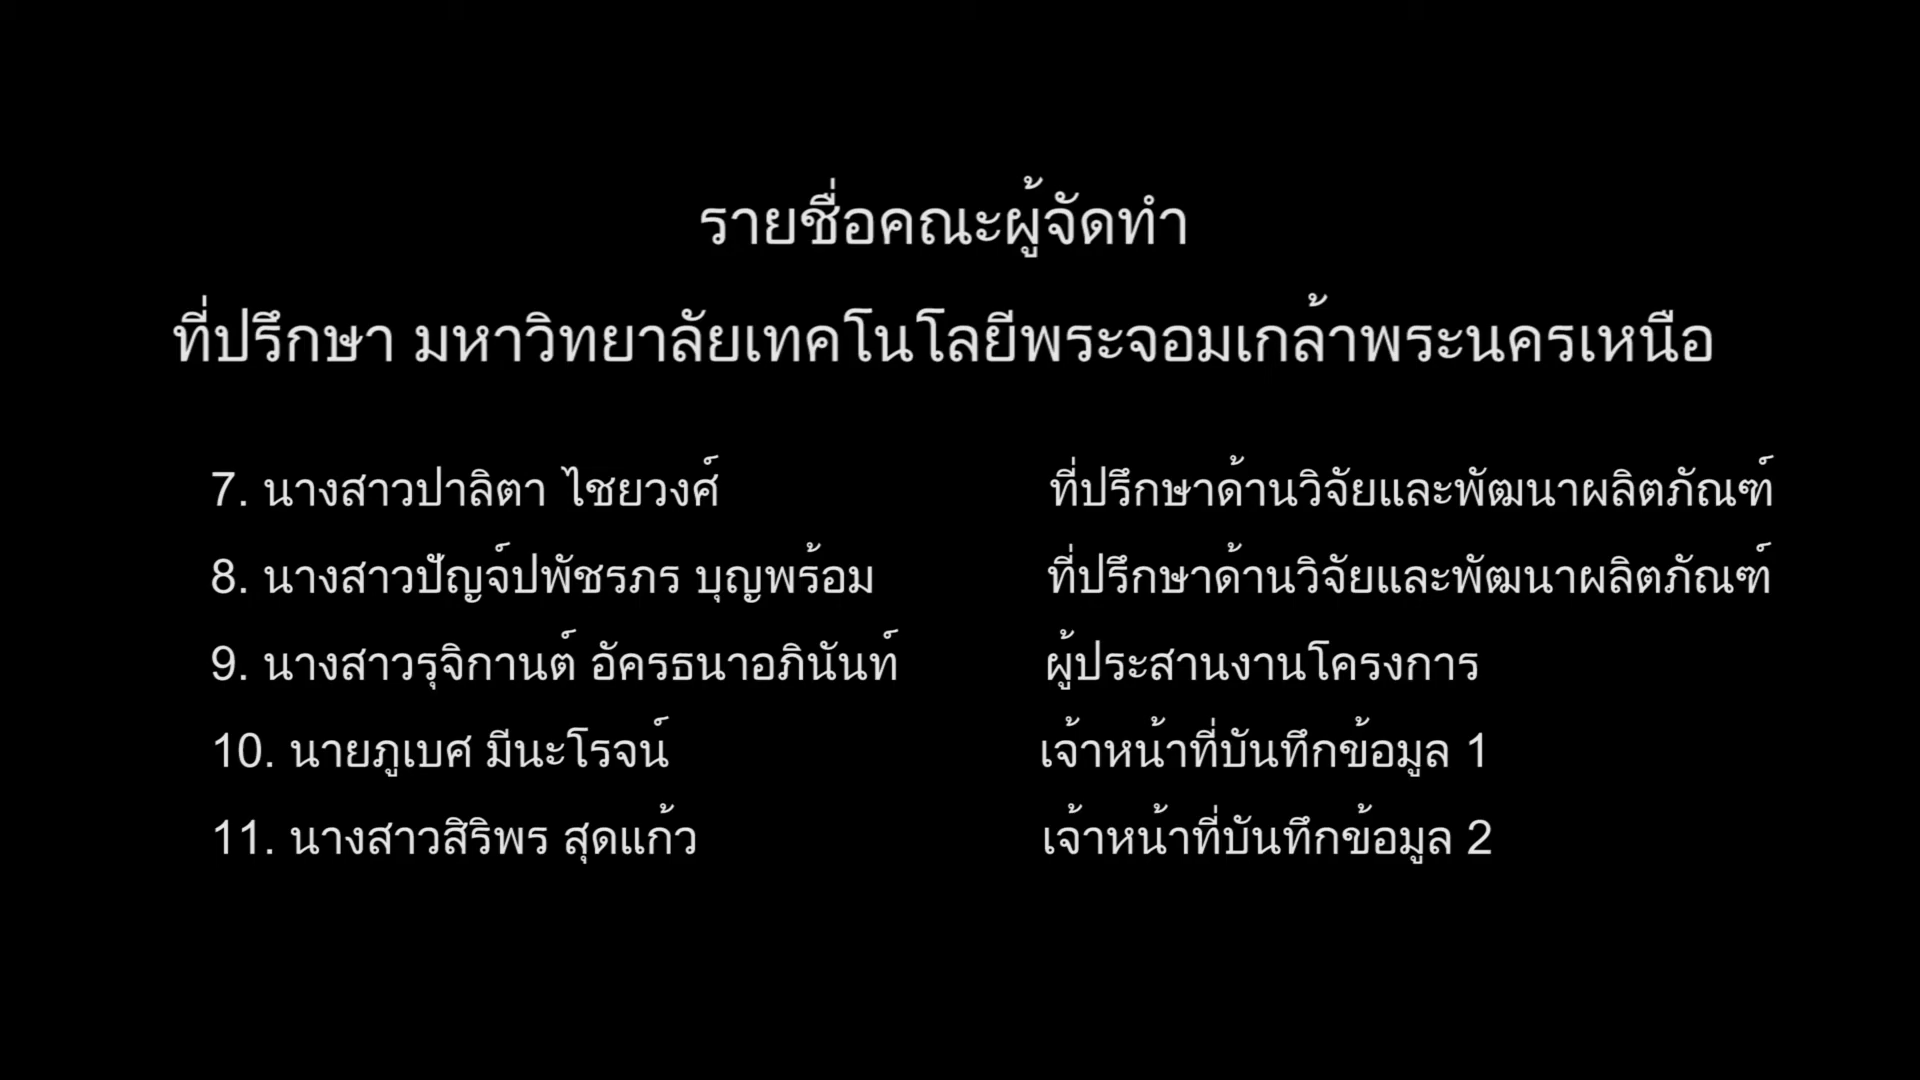 รายชื่อคณะผู้จัดทำ
ที่ปรึกษา มหาวิทยาลัยเทคโนโลยีพระจอมเกล้าพระนครเหนือ
7. นางสาวปาลิตา ไชยวงศ์ ที่ปรึกษาด้านวิจัยและพัฒนาผลิตภัณฑ์
8. นางสาวปัญจ์ปพัชรภร บุญพร้อม ที่ปรึกษาด้านวิจัยและพัฒนาผลิตภัณฑ์
9. นางสาวรุจิกานต์ อัครธนาอภินันท์ ผู้ประสานงานโครงการ
10. นายภูเบศ มีนะโรจน์ เจ้าหน้าที่บันทึกข้อมูล 1
11. นางสาวสิริพร สุดแก้ว เจ้าหน้าที่บันทึกข้อมูล 2